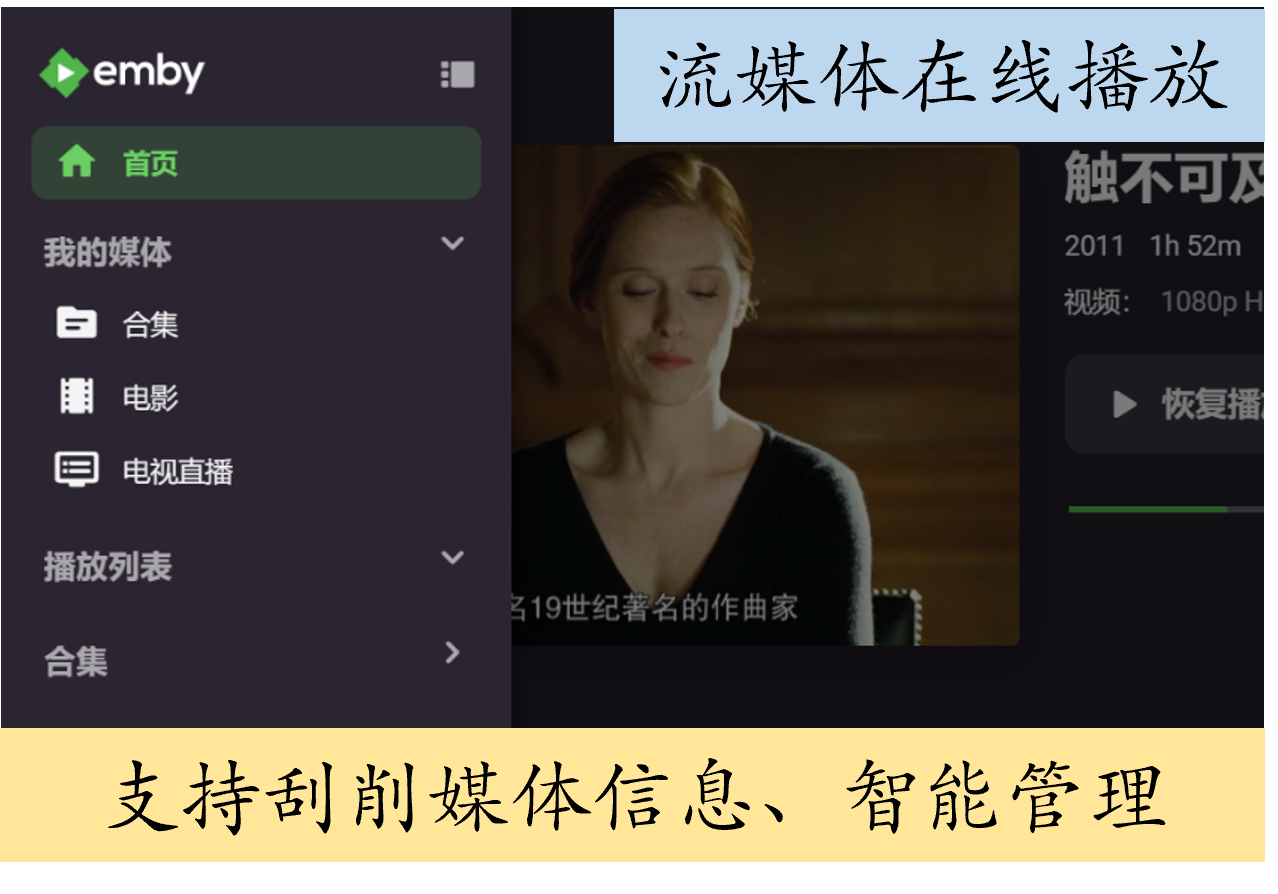 emby
流媒体在线播放
首页
我的媒体
合集
电影
电视直播
播放列表
合集
触不可及
2011 1h 52m
视频： 1080p H
恢复播放
名19世纪著名的作曲家
支持刮削媒体信息、智能管理